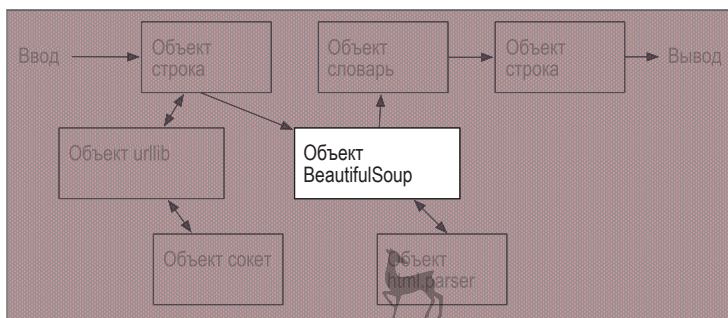 Ввод
Объект
строка
Объект
словарь
Объект
строка
Вывод
Объект urllib
Объект
BeautifulSoup
Объект сокет
Объект
html.parser